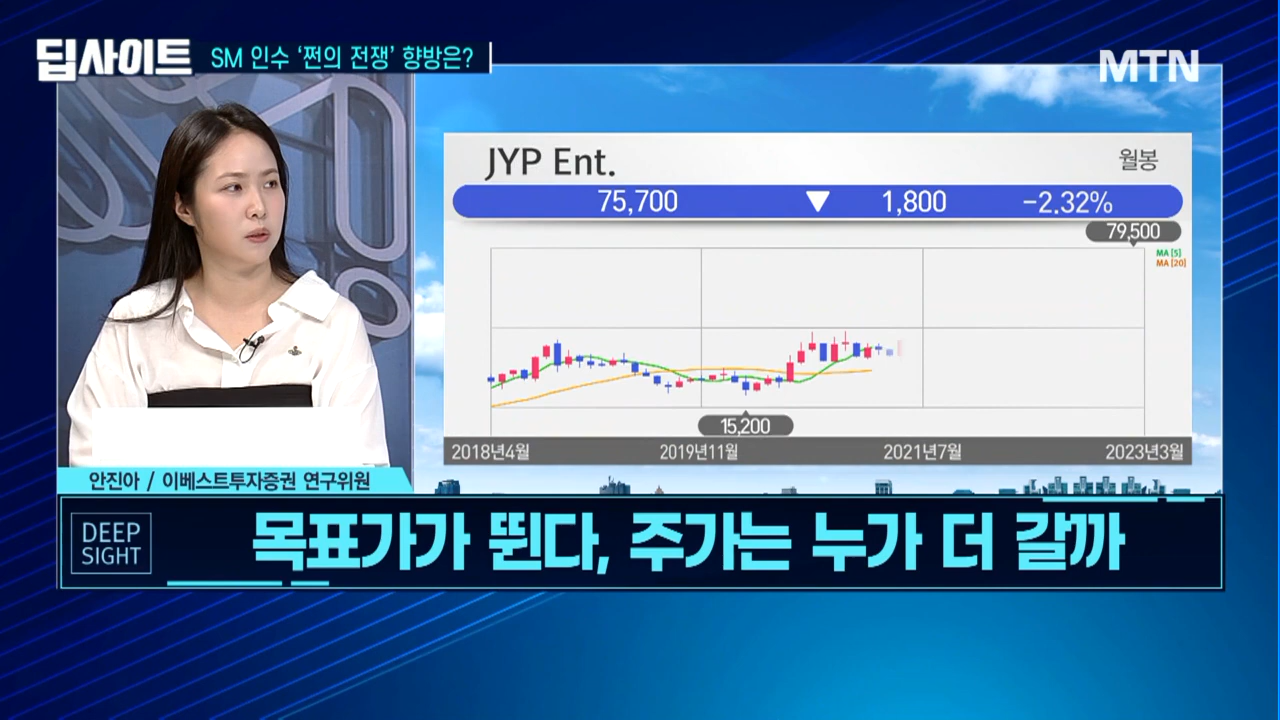 딥사이트
SM 인수 ‘쩐의 전쟁’ 향방은?
MTN
JYP Ent.
월봉
75,700 ▼ 1,800 -2.32%
79,500
MA [5]
MA [20]
15,200
2018년4월 2019년11월 2021년7월 2023년3월
안진아 / 이베스트투자증권 연구위원
DEEP
SIGHT
목표가가 뛴다, 주가는 누가 더 갈까